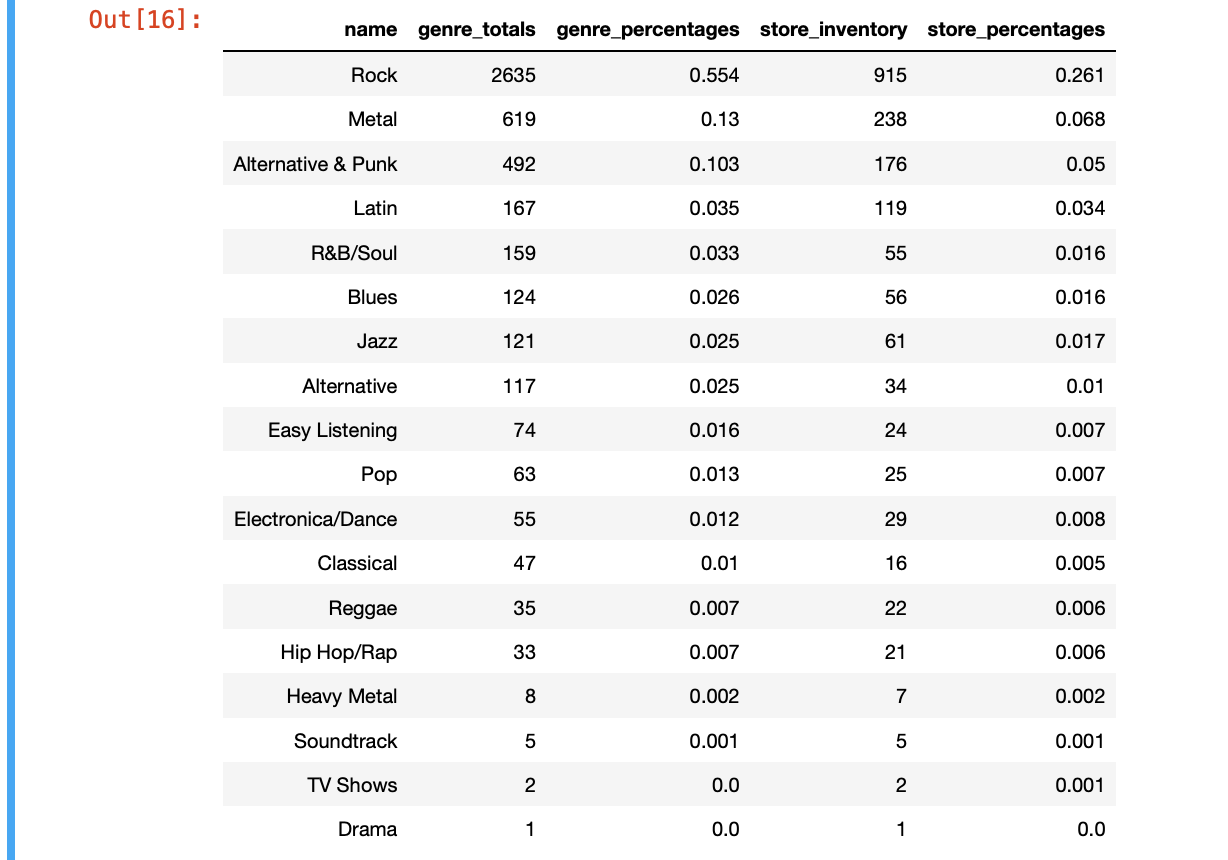 Out[16]:
name genre_totals genre_percentages store_inventory store_percentages
Rock 2635 0.554 915 0.261
Metal 619 0.13 238 0.068
Alternative & Punk 492 0.103 176 0.05
Latin 167 0.035 119 0.034
R&B/Soul 159 0.033 55 0.016
Blues 124 0.026 56 0.016
Jazz 121 0.025 61 0.017
Alternative 117 0.025 34 0.01
Easy Listening 74 0.016 24 0.007
Pop 63 0.013 25 0.007
Electronica/Dance 55 0.012 29 0.008
Classical 47 0.01 16 0.005
Reggae 35 0.007 22 0.006
Hip Hop/Rap 33 0.007 21 0.006
Heavy Metal 8 0.002 7 0.002
Soundtrack 5 0.001 5 0.001
TV Shows 2 0.0 2 0.001
Drama 1 0.0 1 0.0